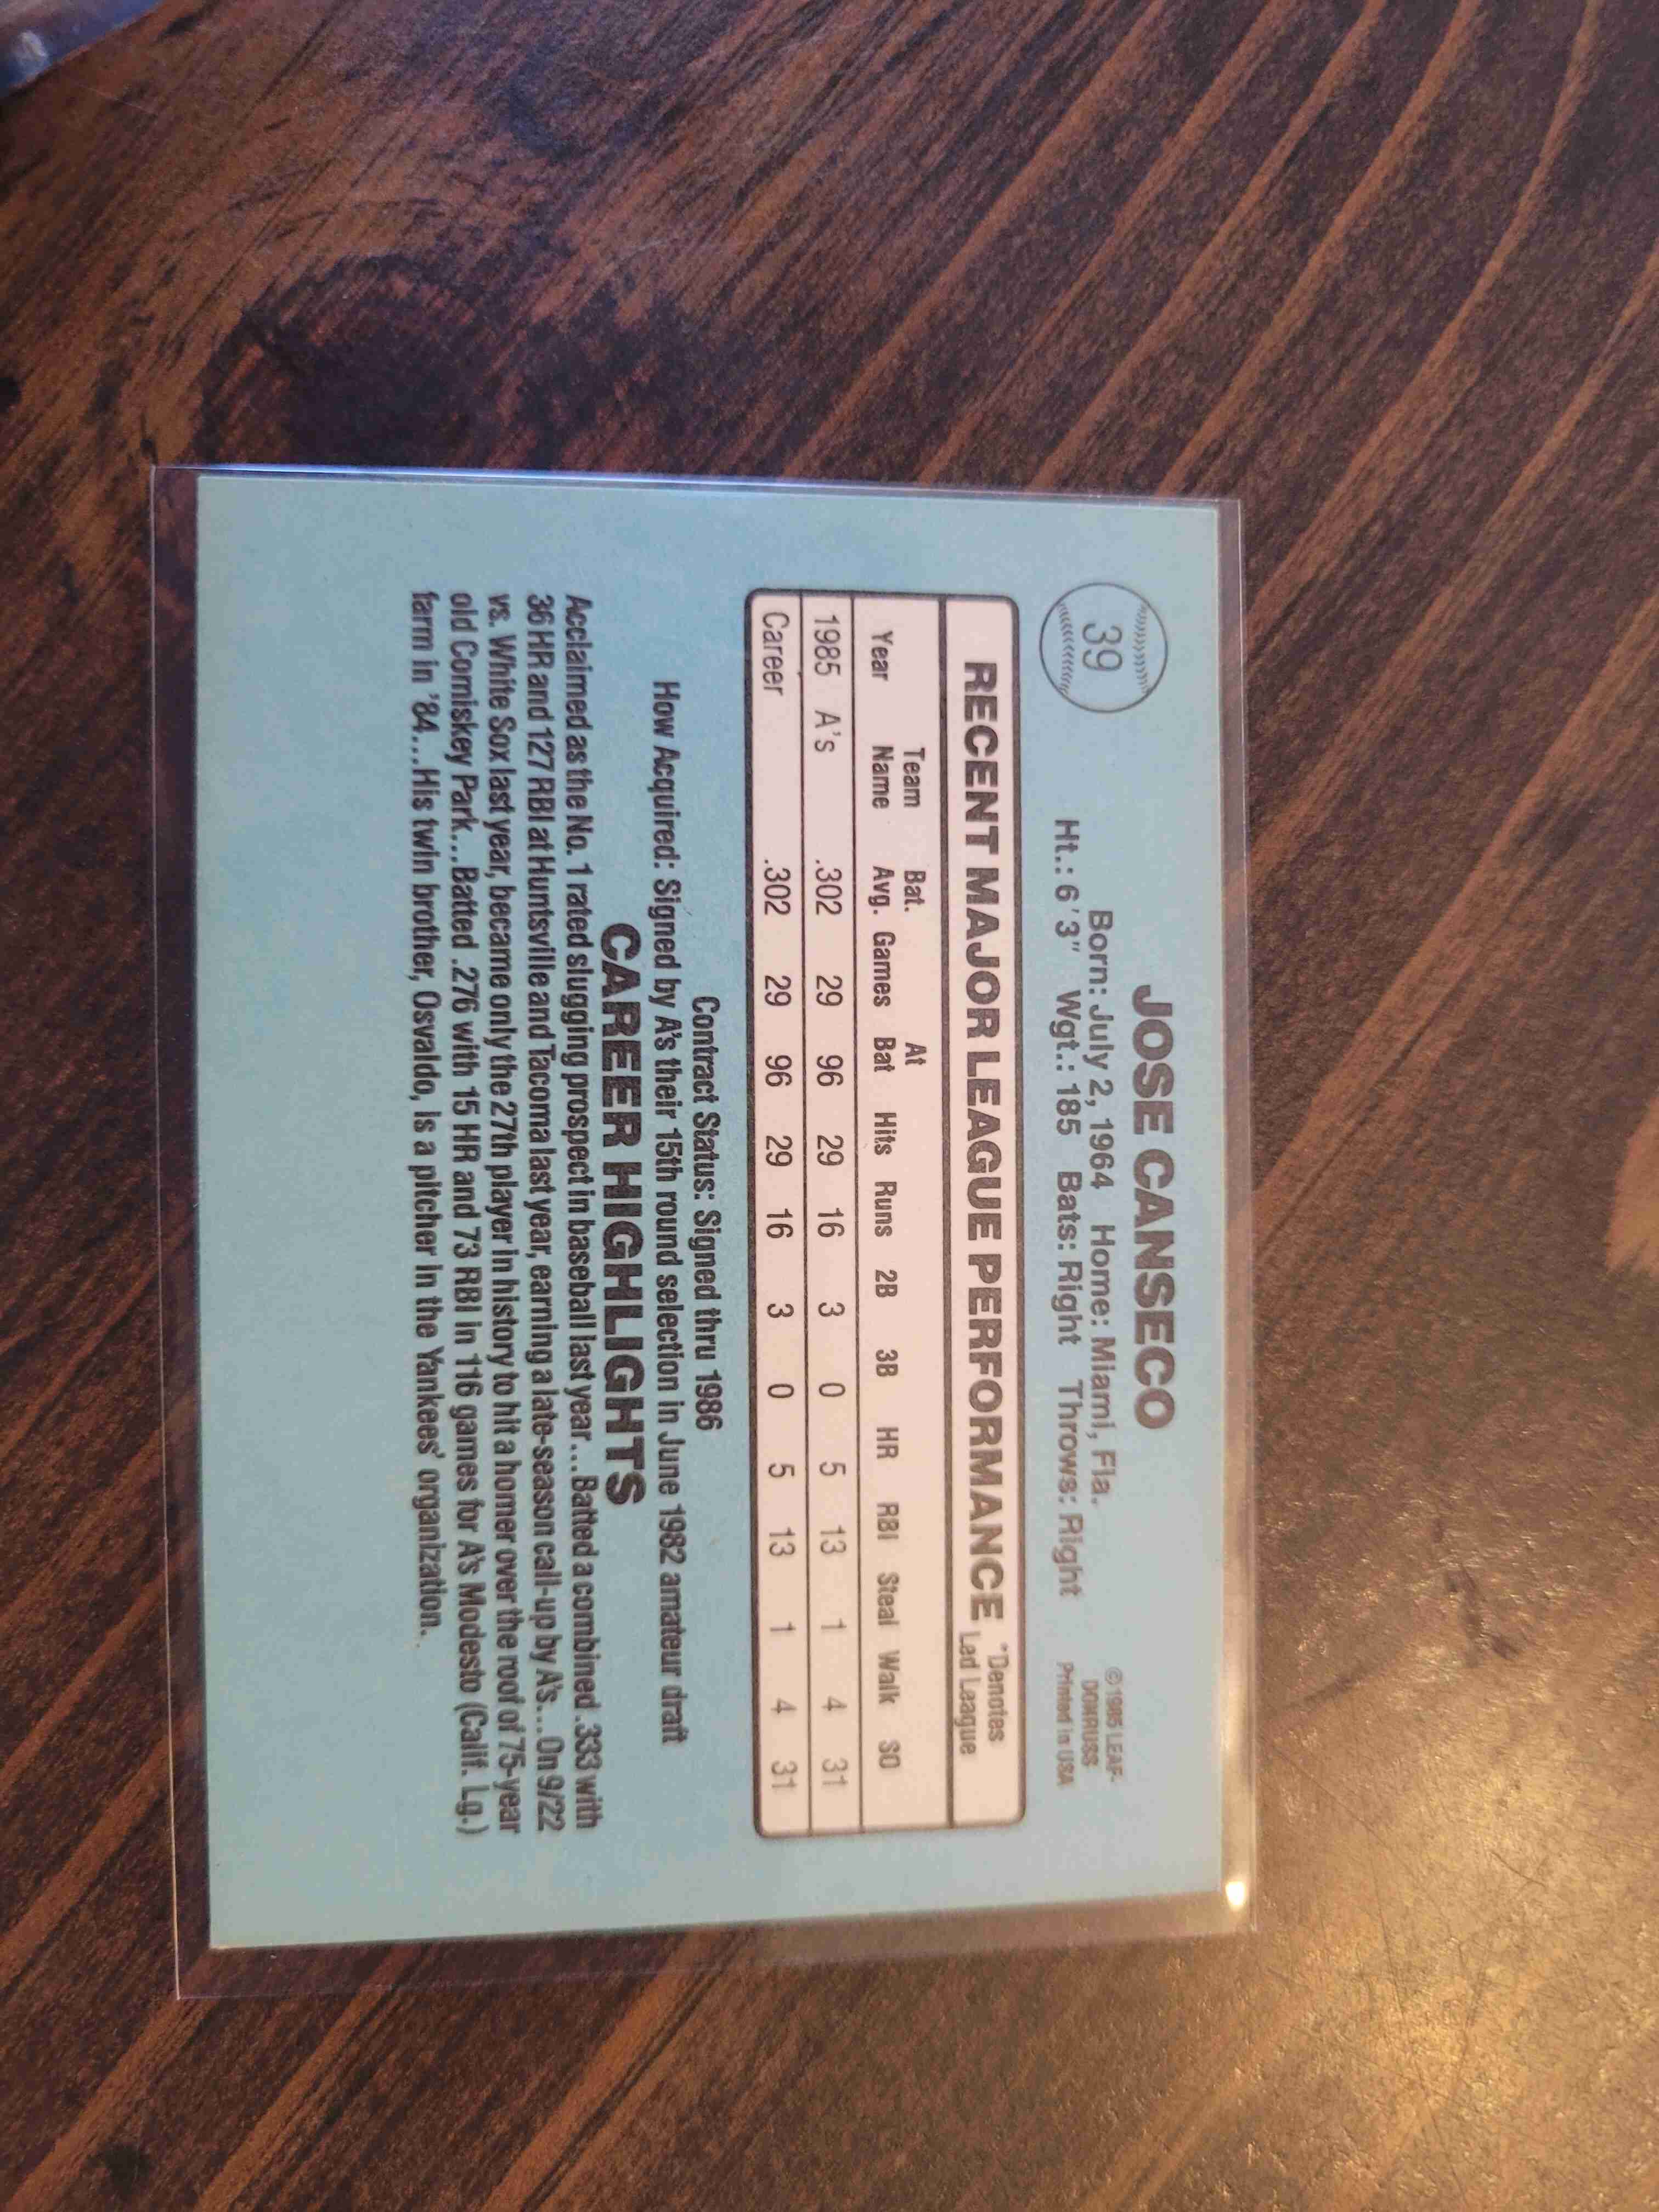 39
JOSE CANSECO
Born: July 2, 1964 Home: Miami, Fla.
Ht.: 6'3" Wgt.: 185 Bats: Right Throws: Right
©1985 LEAF-
DONRUSS
Printed in USA
RECENT MAJOR LEAGUE PERFORMANCE *Denotes
Led League
Team Bat. At
Year Name Avg. Games Bat Hits Runs 2B 3B HR RBI Steal Walk SO
1985 A's .302 29 96 29 16 3 0 5 13 1 4 31
Career .302 29 96 29 16 3 0 5 13 1 4 31
Contract Status: Signed thru 1986
How Acquired: Signed by A's their 15th round selection in June 1982 amateur draft
CAREER HIGHLIGHTS
Acclaimed as the No. 1 rated slugging prospect in baseball last year...Batted a combined .333 with
36 HR and 127 RBI at Huntsville and Tacoma last year, earning a late-season call-up by A's...On 9/22
vs. White Sox last year, became only the 27th player in history to hit a homer over the roof of 75-year
old Comiskey Park...Batted .276 with 15 HR and 73 RBI in 116 games for A's Modesto (Calif. Lg.)
farm in '84...His twin brother, Osvaldo, is a pitcher in the Yankees' organization.